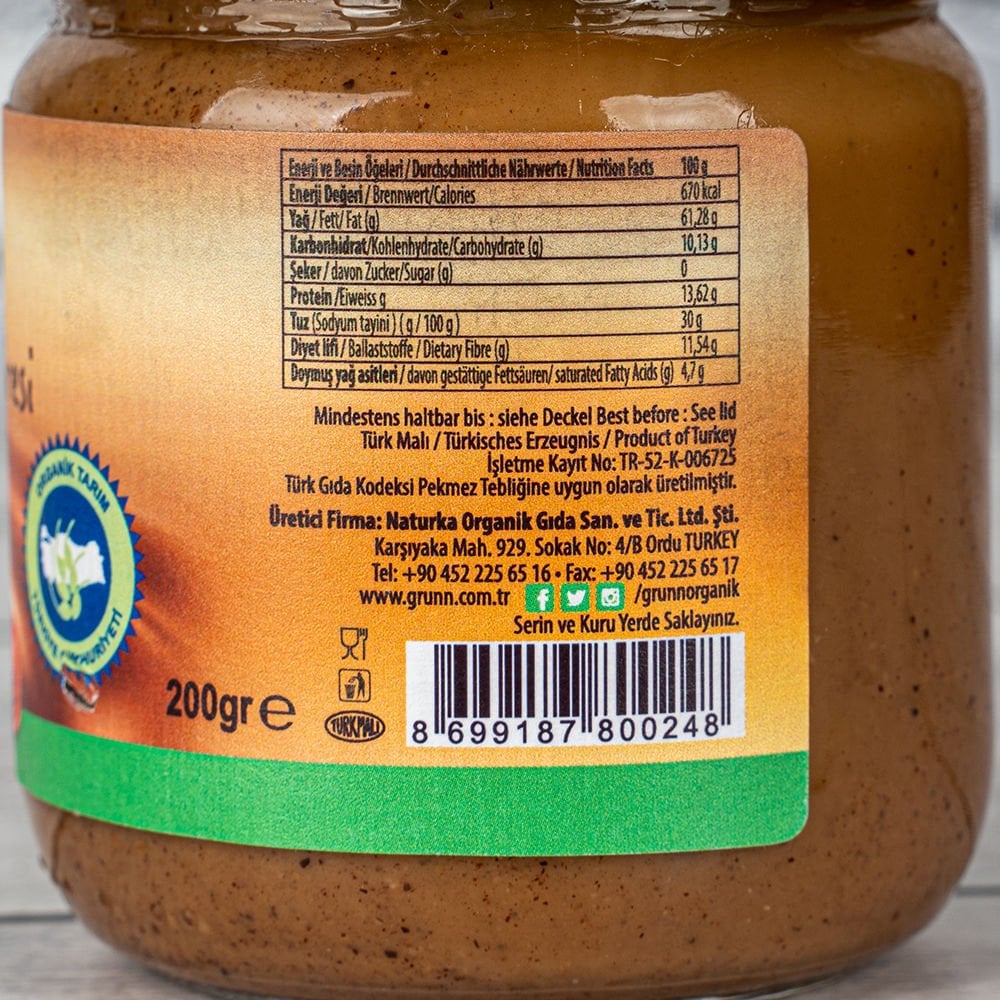 Enerji ve Besin Öğeleri / Durchschnittliche Nährwerte / Nutrition Facts 100 g
Enerji Değeri / Brennwert/Calories 670 kcal
Yağ / Fett/ Fat (g) 61,28 g
Karbonhidrat/Kohlenhydrate/Carbohydrate (g) 10,13 g
Şeker / davon Zucker/Sugar (g) 0
Protein /Eiweiss g 13,62 g
Tuz (Sodyum tayini) ( g / 100 g ) 30 g
Diyet lifi / Ballaststoffe / Dietary Fibre (g) 11,54 g
Doymuş yağ asitleri / davon gestättige Fettsäuren/ saturated Fatty Acids (g) 4,7 g
Mindestens haltbar bis : siehe Deckel Best before : See lid
Türk Malı / Türkisches Erzeugnis / Product of Turkey
İşletme Kayıt No: TR-52-K-006725
Türk Gıda Kodeksi Pekmez Tebliğine uygun olarak üretilmiştir.
Üretici Firma: Naturka Organik Gıda San. ve Tic. Ltd. Şti.
Karşıyaka Mah. 929. Sokak No: 4/B Ordu TURKEY
Tel: +90 452 225 65 16 • Fax: +90 452 225 65 17
www.grunn.com.tr /grunnorganik
Serin ve Kuru Yerde Saklayınız.
ORGANİK TARIM
TÜRKİYE CUMHURİYETİ
200gr e
TÜRK MALI
8 699187 800248